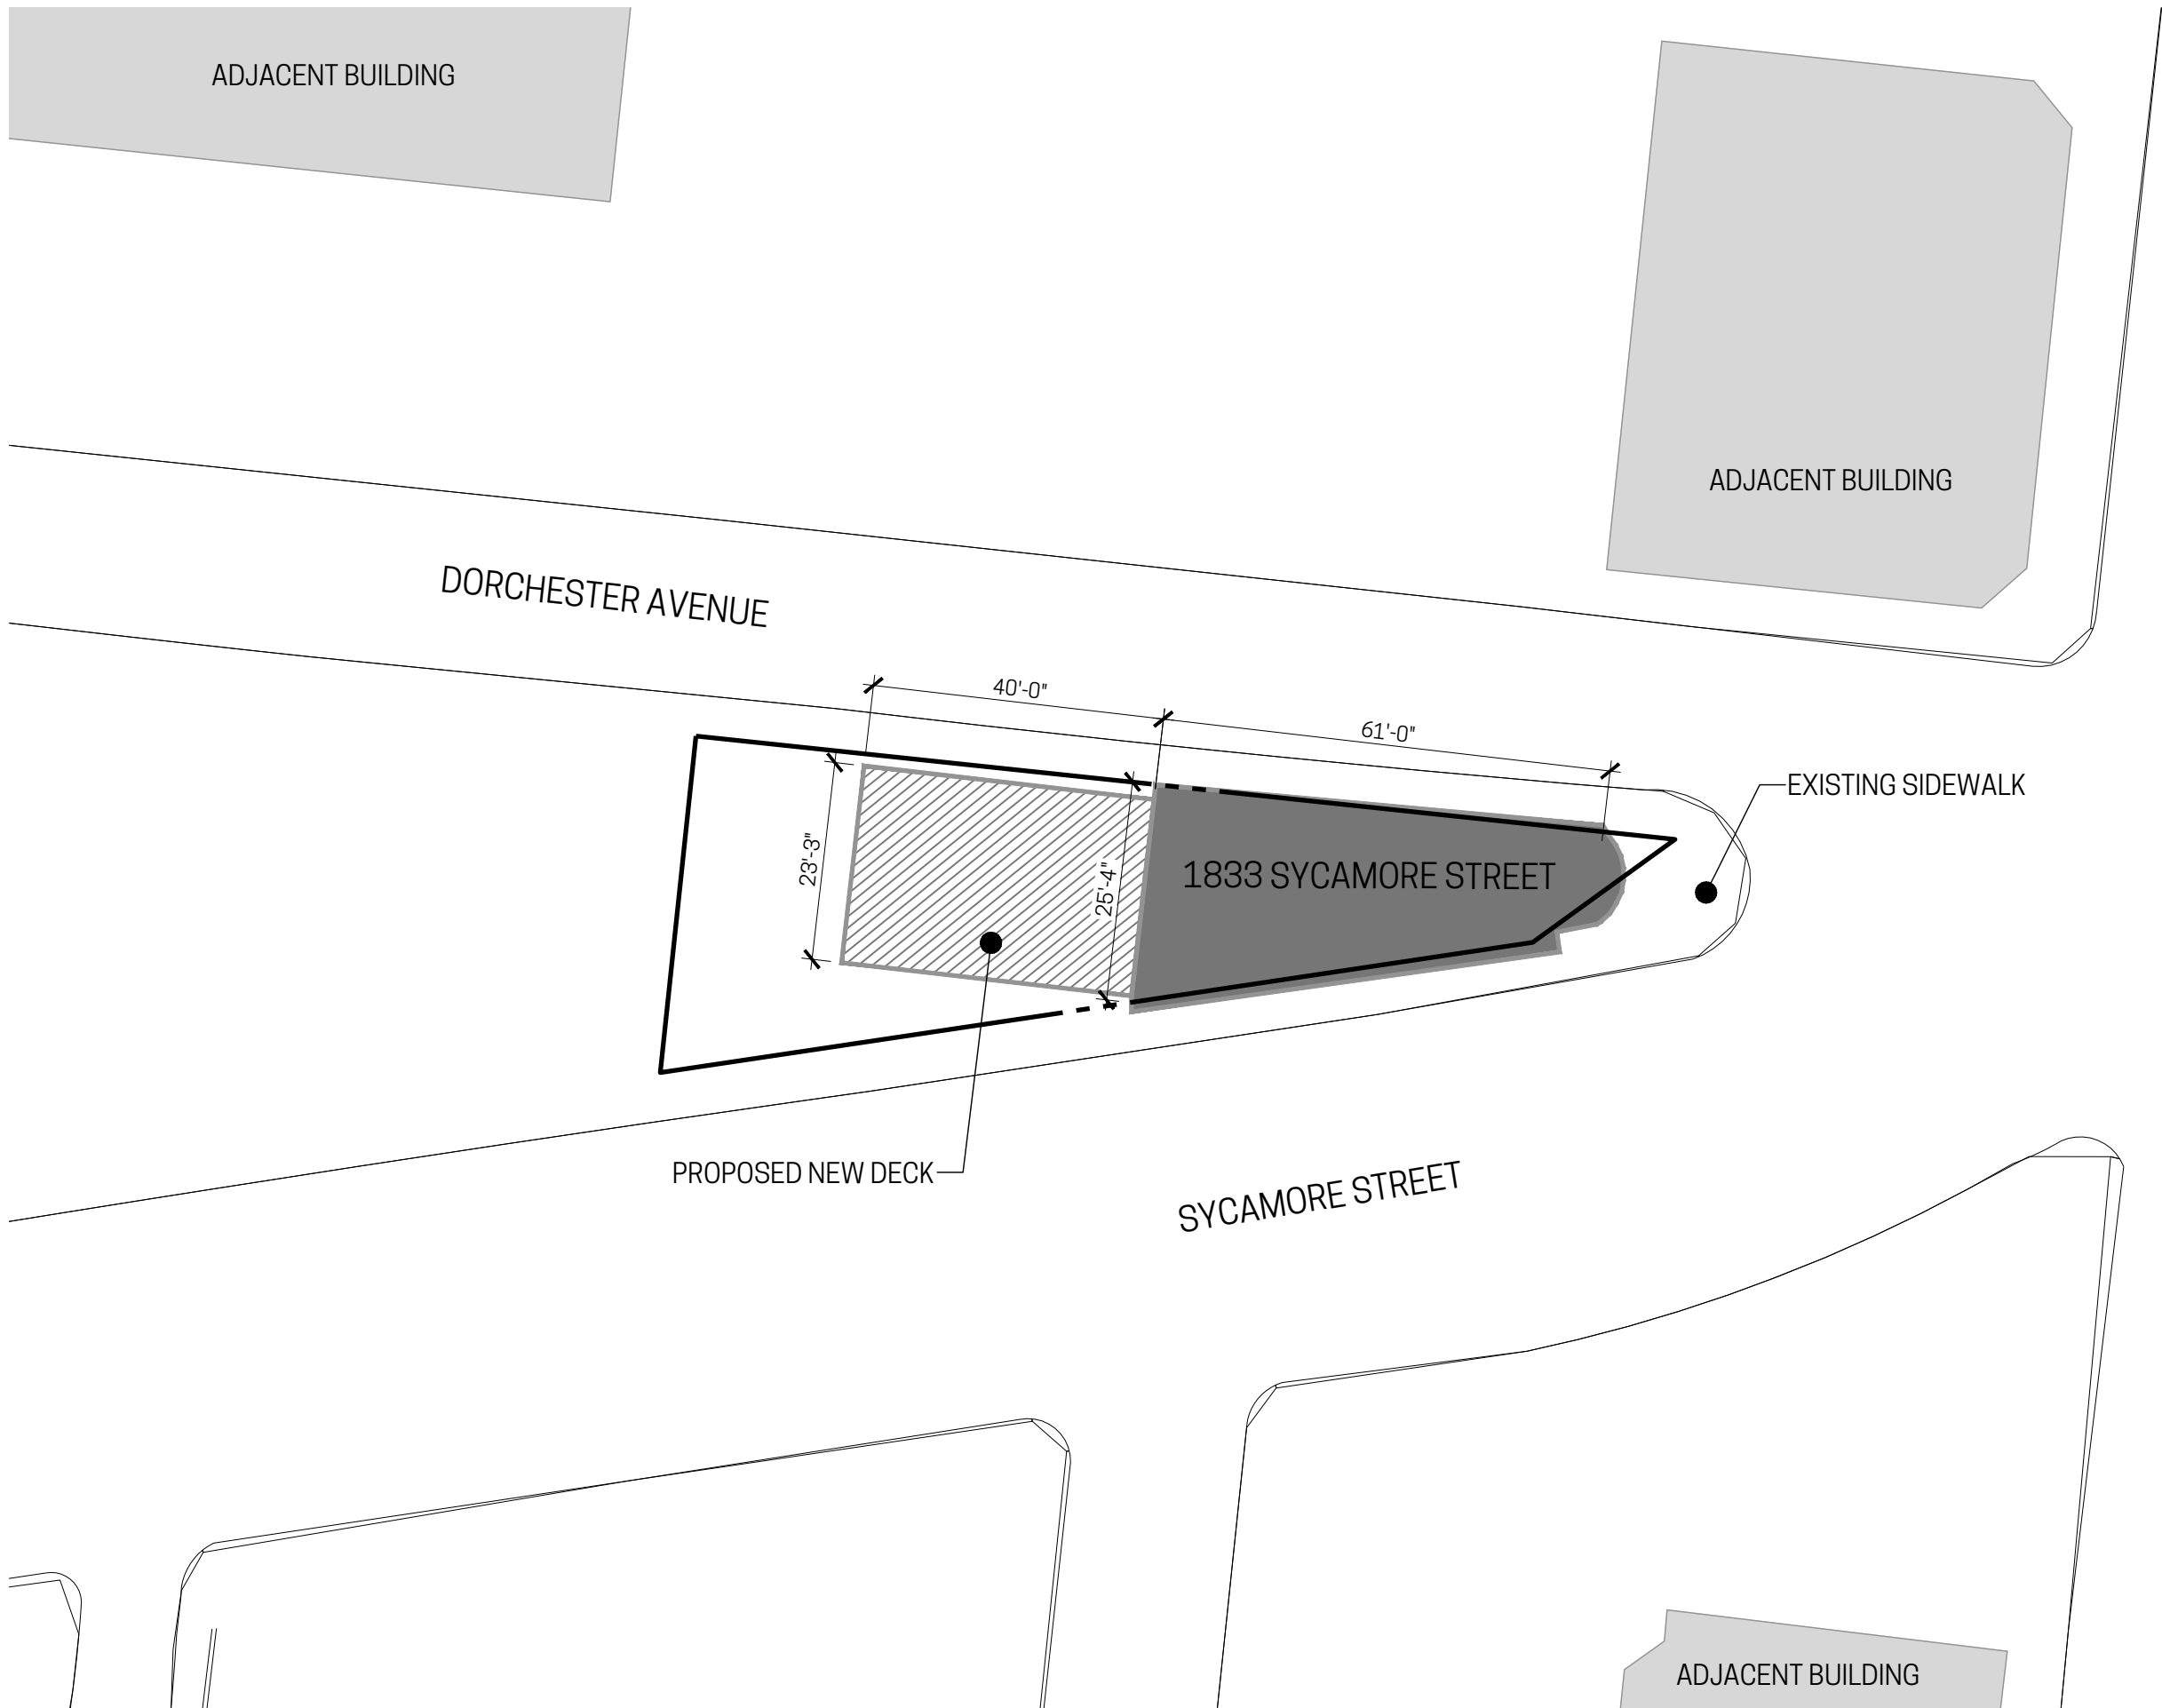 ADJACENT BUILDING
ADJACENT BUILDING
DORCHESTER AVENUE
40'-0"
61'-0"
EXISTING SIDEWALK
23'-3"
25'-4"
1833 SYCAMORE STREET
PROPOSED NEW DECK
SYCAMORE STREET
ADJACENT BUILDING